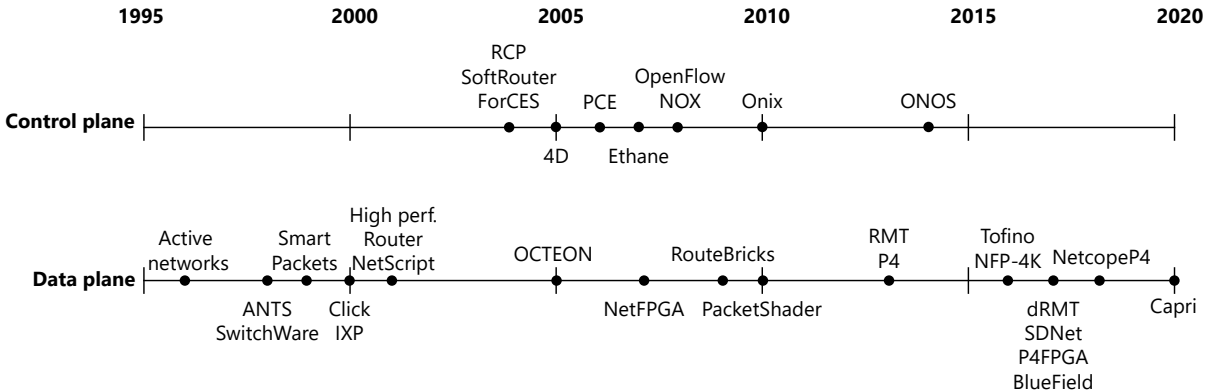 1995 2000 2005 2010 2015 2020
RCP
SoftRouter
ForCES
PCE
OpenFlow
NOX
Onix
ONOS
Control plane
4D
Ethane
Active
networks
Smart
Packets
High perf.
Router
NetScript
OCTEON
RouteBricks
RMT
P4
Tofino
NFP-4K
NetcopeP4
Data plane
ANTS
SwitchWare
Click
IXP
NetFPGA
PacketShader
dRMT
SDNet
P4FPGA
BlueField
Capri